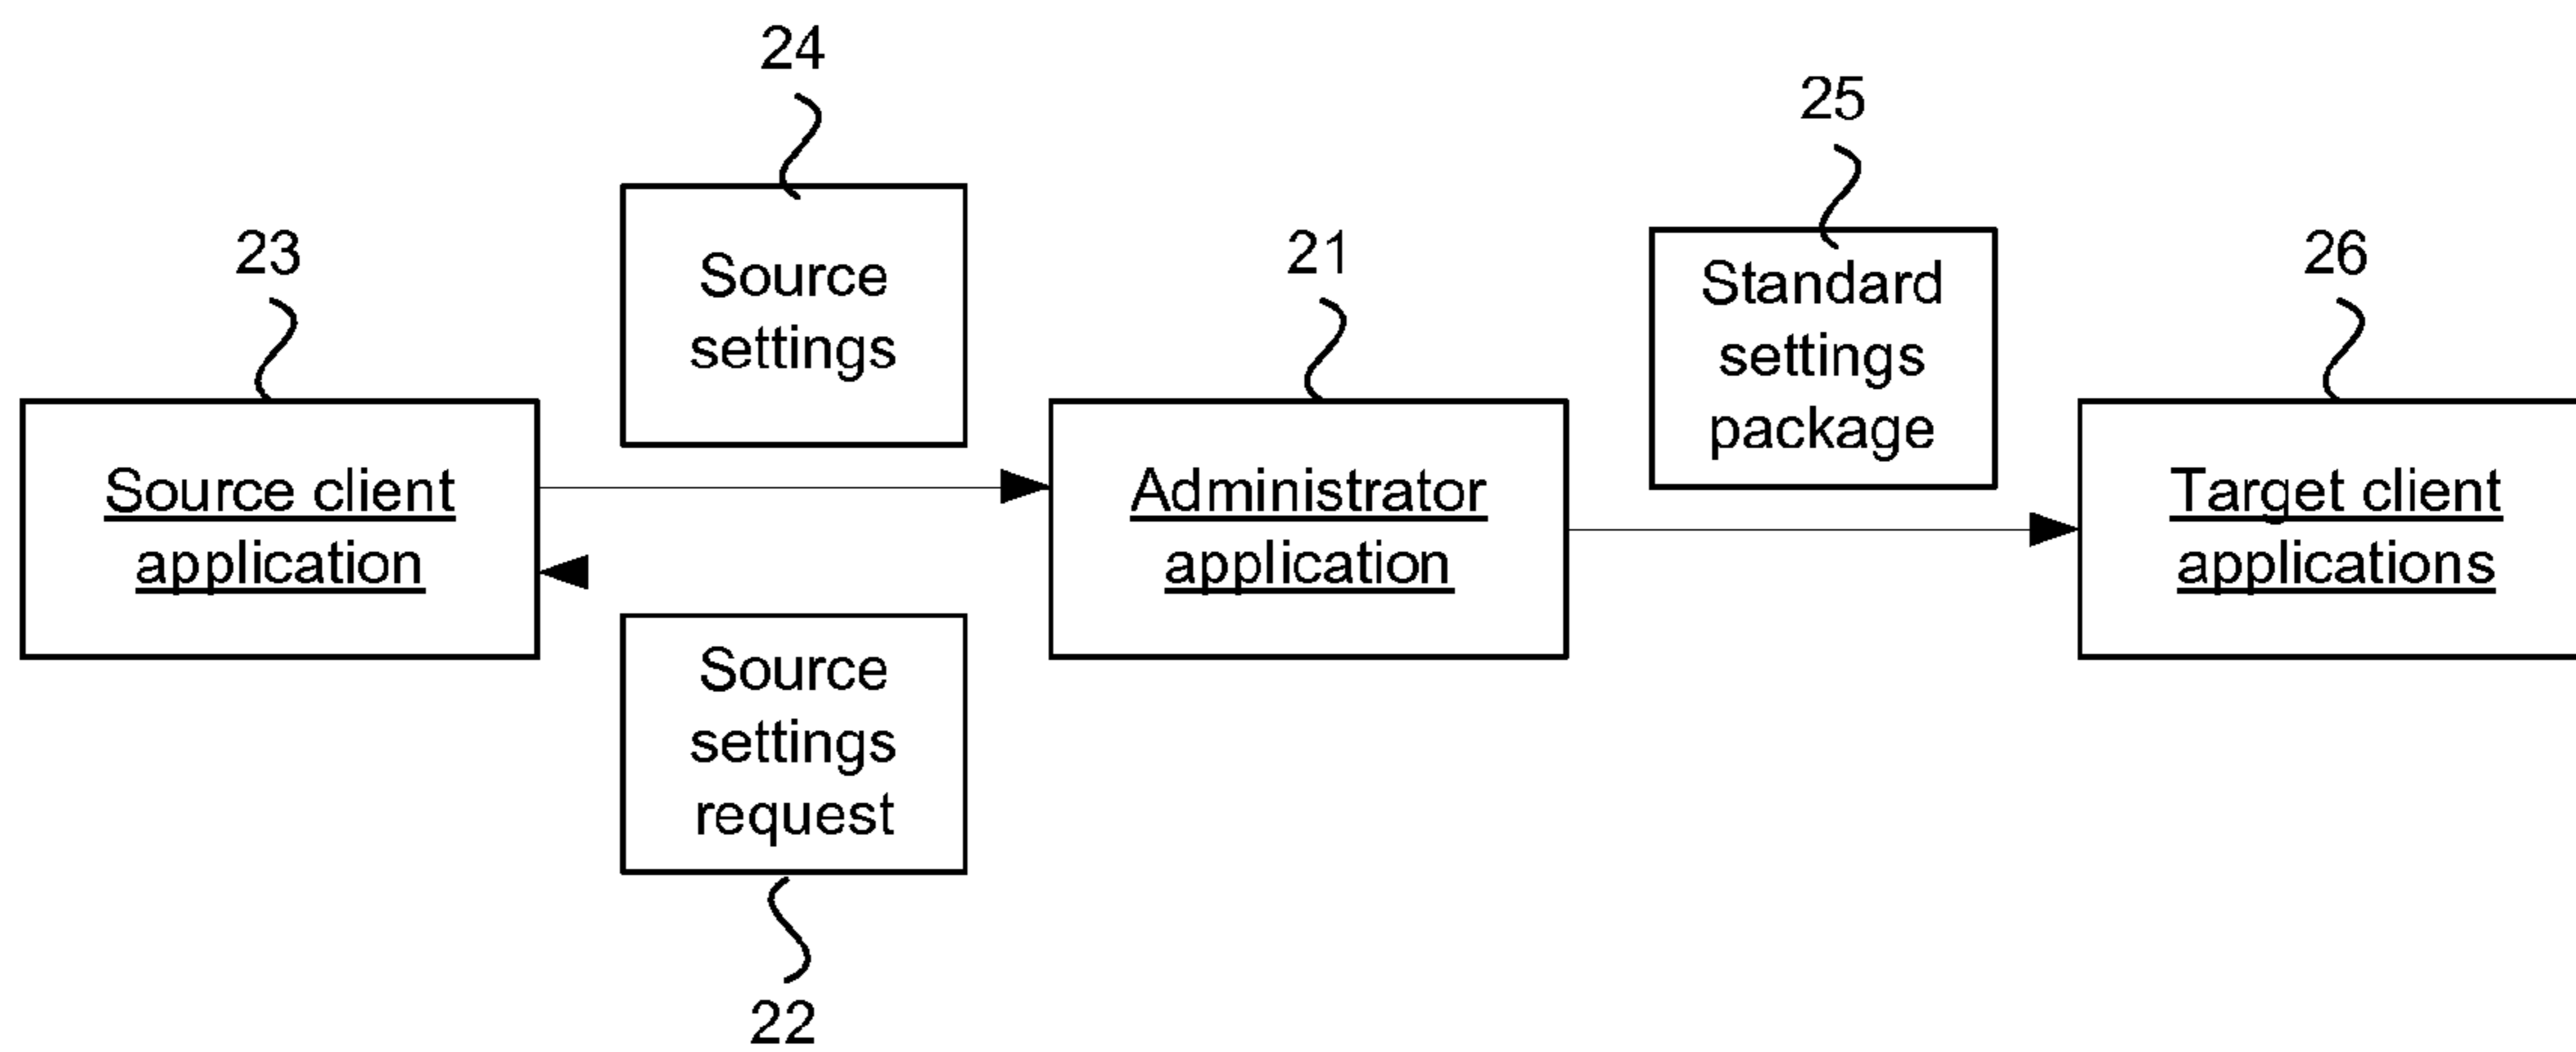 24
25
23
21
26
Source
settings
Standard
settings
package
Source client
application
Administrator
application
Target client
applications
Source
settings
request
22